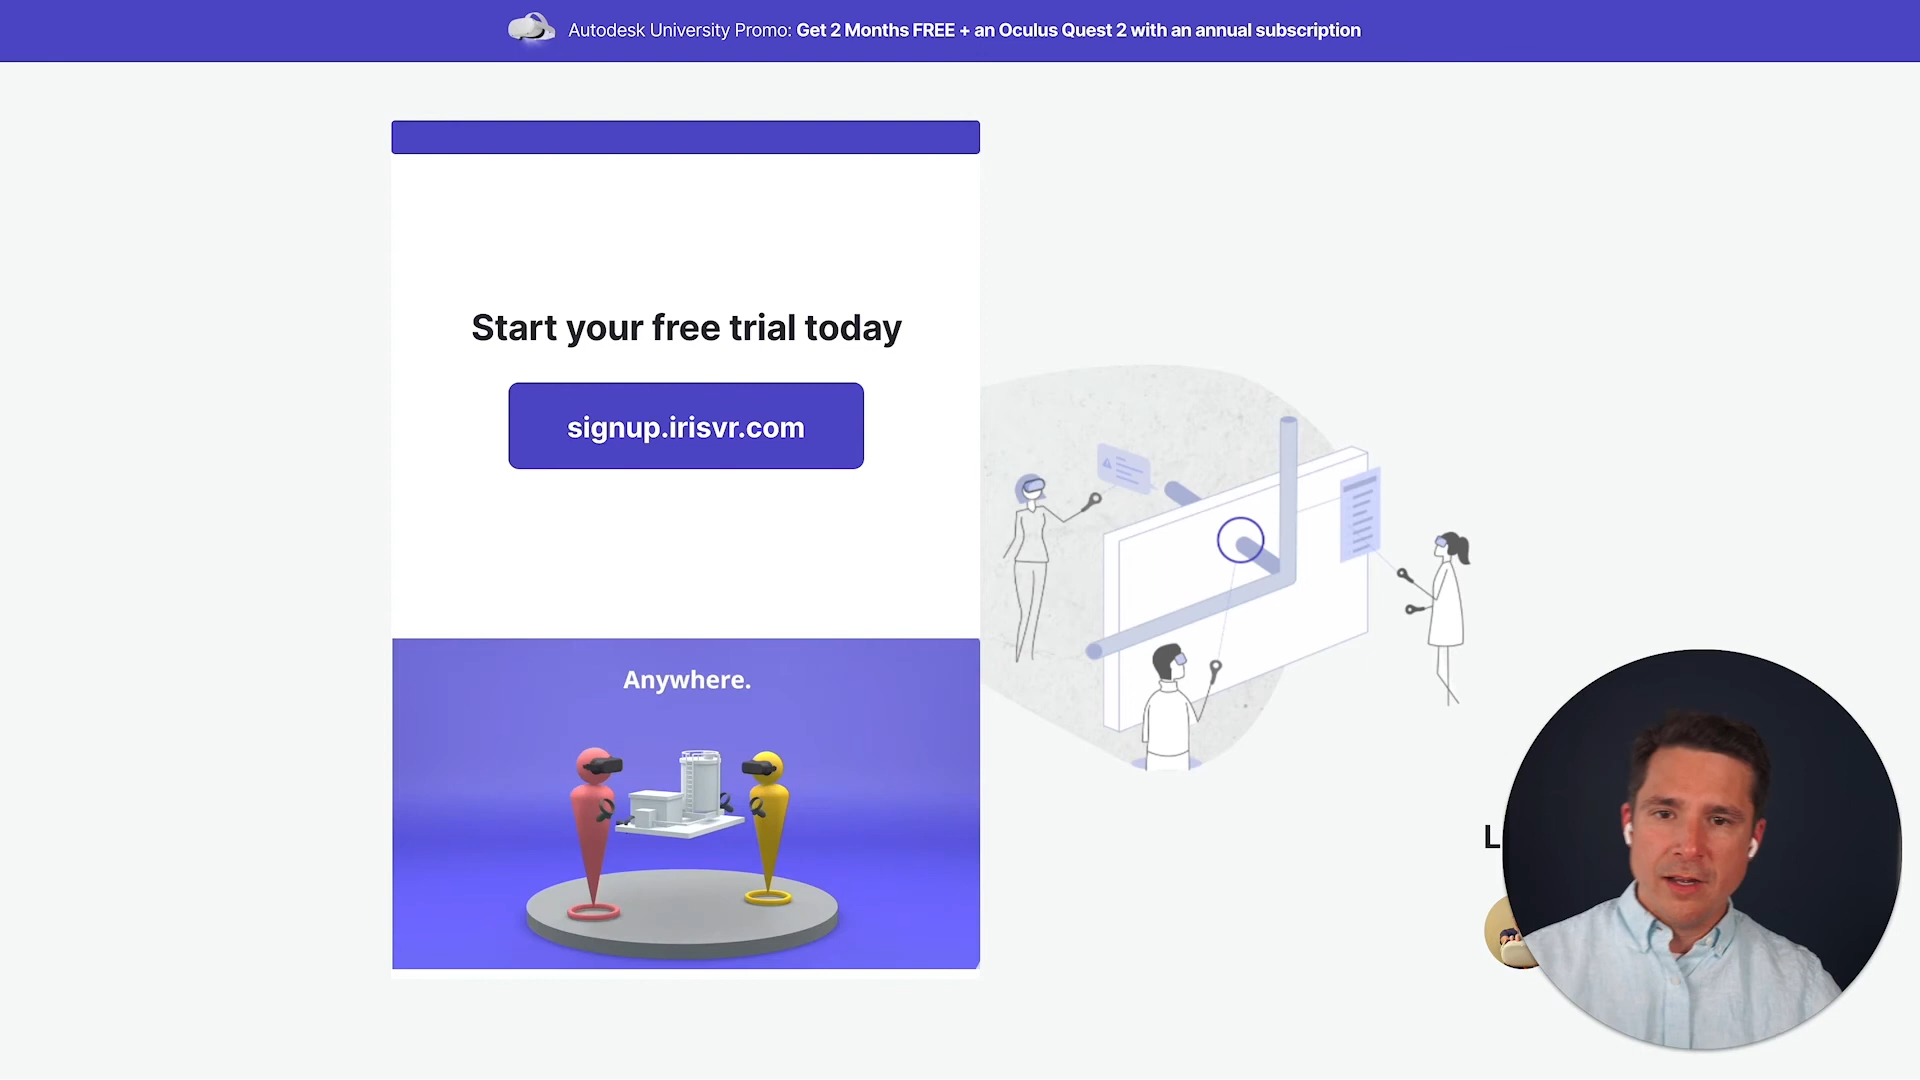 Autodesk University Promo: Get 2 Months FREE + an Oculus Quest 2 with an annual subscription
Start your free trial today
signup.irisvr.com
Anywhere.
L